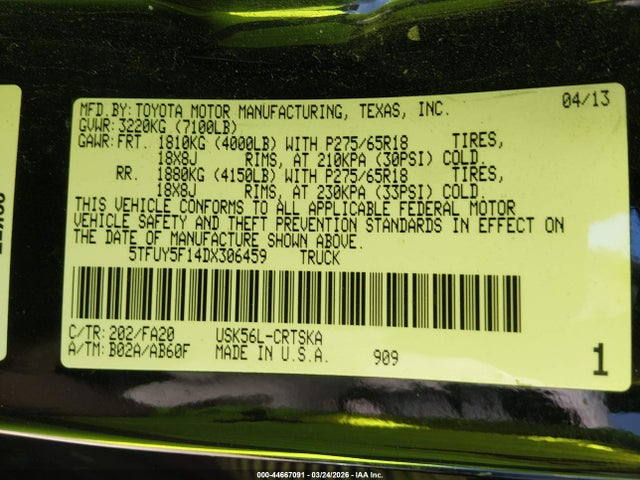 04/13
MFD.BY: TOYOTA MOTOR MANUFACTURING, TEXAS, INC.
GVWR: 3220KG (7100LB)
GAWR: FRT. 1810KG (4000LB) WITH P275/65R18 TIRES,
18X8J RIMS, AT 210KPA (30PSI) COLD.
RR. 1880KG (4150LB) WITH P275/65R18 TIRES,
18X8J RIMS, AT 230KPA (33PSI) COLD.
THIS VEHICLE CONFORMS TO ALL APPLICABLE FEDERAL MOTOR
VEHICLE SAFETY AND THEFT PREVENTION STANDARDS IN EFFECT ON
THE DATE OF MANUFACTURE SHOWN ABOVE.
5TFUY5F14DX306459 TRUCK
C/TR: 202/FA20 USK56L-CRTSKA
A/TM: B02A/AB60F MADE IN U.S.A. 909
1
000-44667091 - 03/24/2026 - IAA Inc.